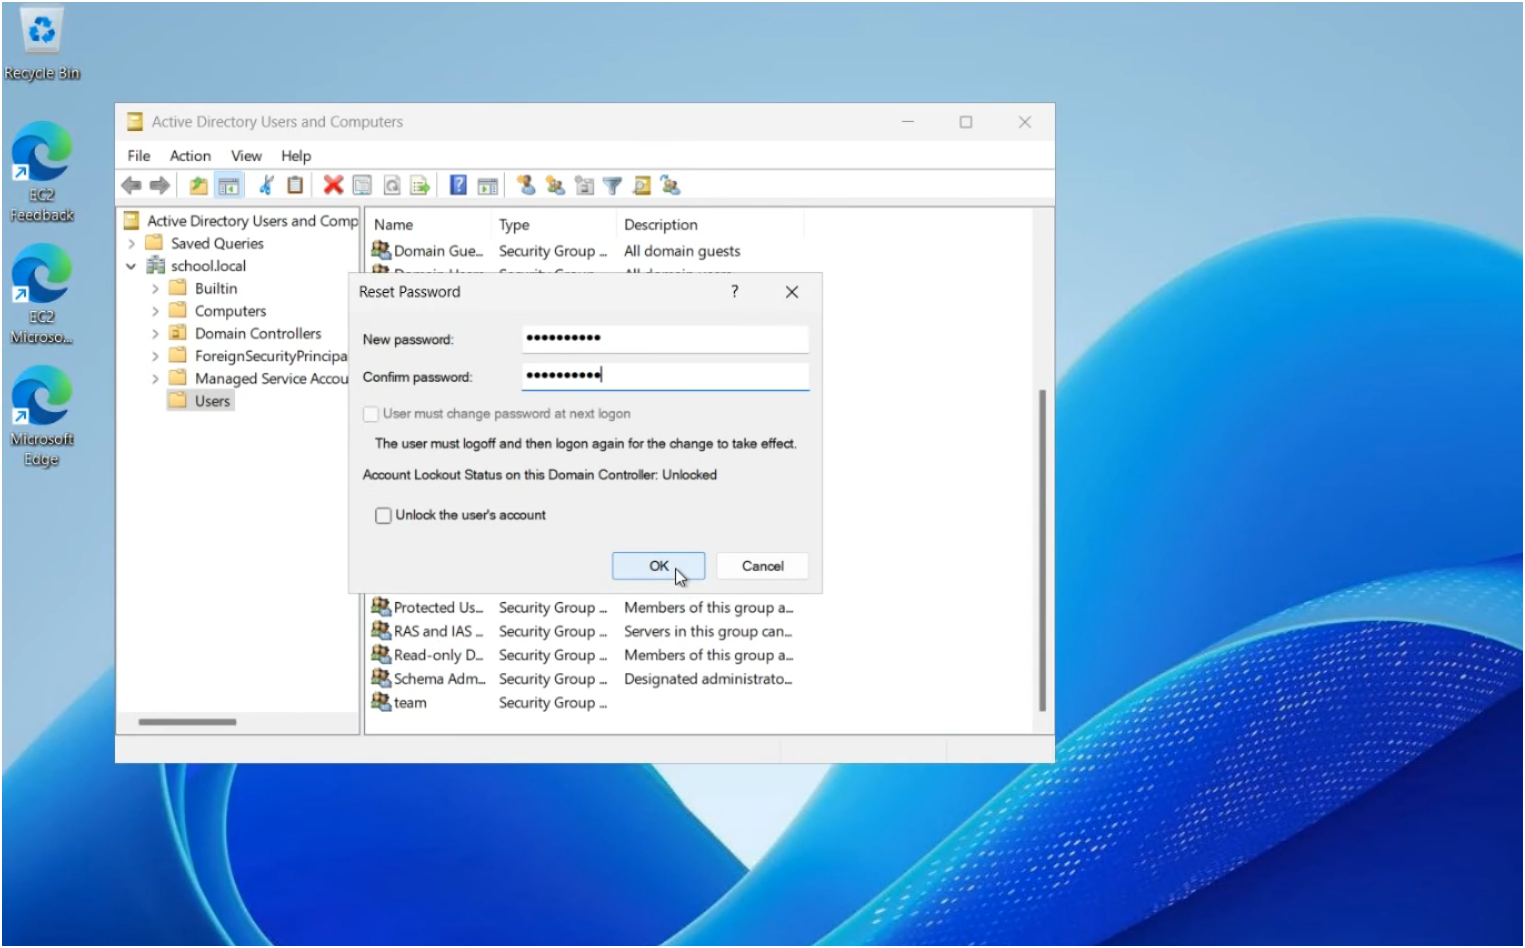 Recycle Bin
EC2
Feedback
EC2
Microso...
Microsoft
Edge
Active Directory Users and Computers
File Action View Help
Active Directory Users and Comp
Saved Queries
school.local
Builtin
Computers
Domain Controllers
ForeignSecurityPrincipa
Managed Service Accou
Users
Name Type Description
Domain Gue... Security Group ... All domain guests
Reset Password ?
New password: ••••••••••
Confirm password: ••••••••••
User must change password at next logon
The user must logoff and then logon again for the change to take effect.
Account Lockout Status on this Domain Controller: Unlocked
Unlock the user's account
OK Cancel
Protected Us... Security Group ... Members of this group a...
RAS and IAS ... Security Group ... Servers in this group can...
Read-only D... Security Group ... Members of this group a...
Schema Adm... Security Group ... Designated administrato...
team Security Group ...